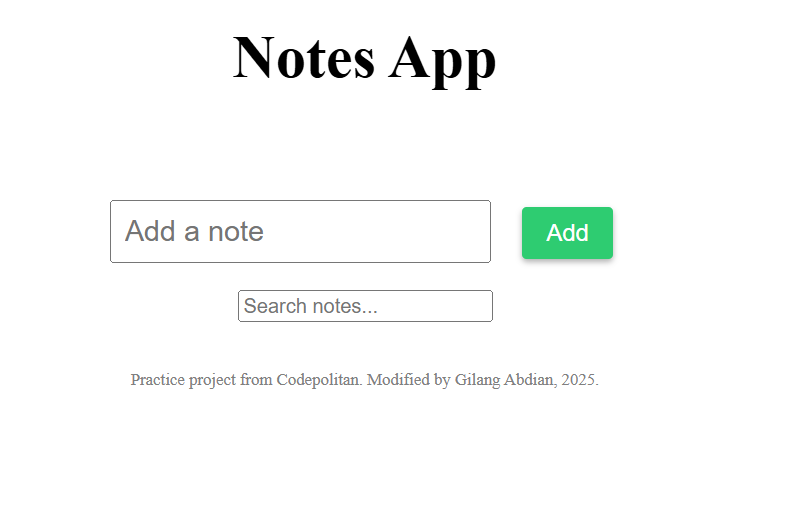 Notes App
Add a note
Add
Search notes...
Practice project from Codepolitan. Modified by Gilang Abdian, 2025.